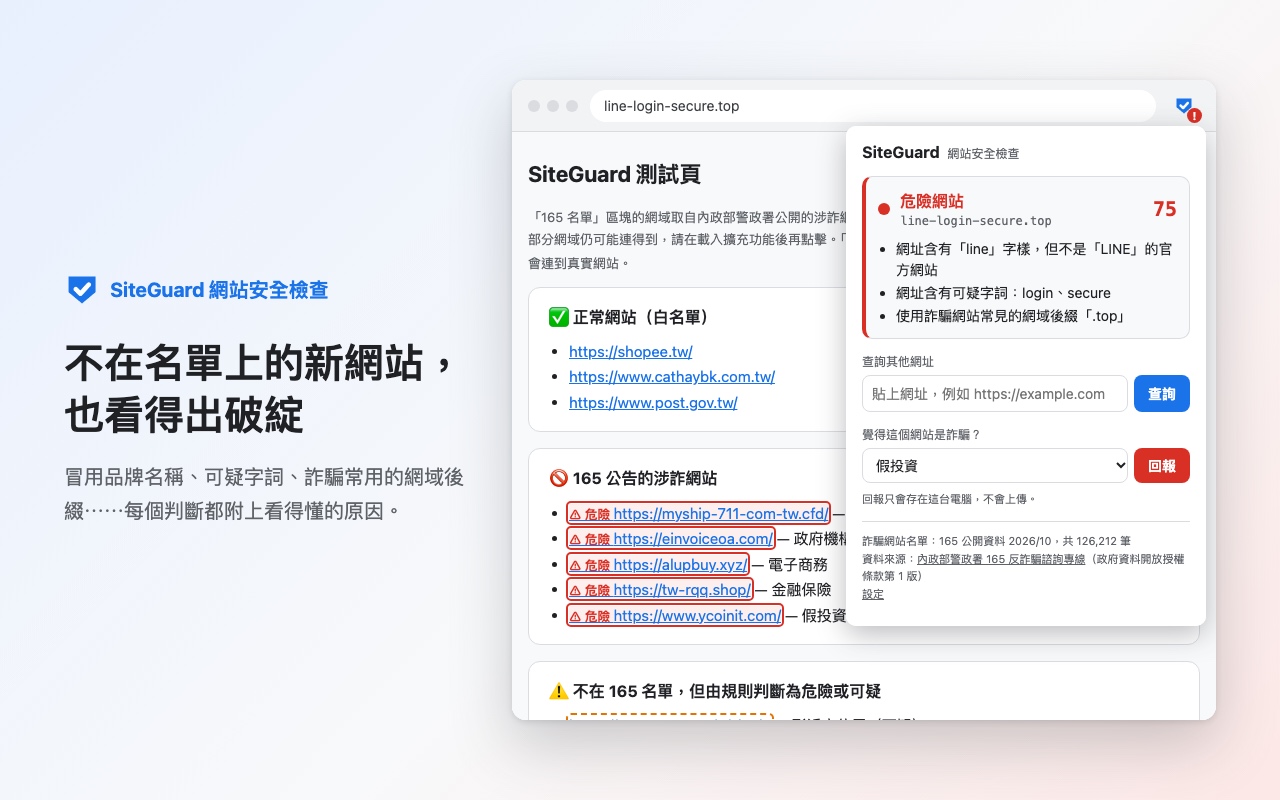 SiteGuard 網站安全檢查
不在名單上的新網站，
也看得出破綻
冒用品牌名稱、可疑字詞、詐騙常用的網域後
綴⋯⋯每個判斷都附上看得懂的原因。
line-login-secure.top
SiteGuard 測試頁
「165 名單」區塊的網域取自內政部警政署公開的涉詐
部分網域仍可能連得到，請在載入擴充功能後再點擊。「
會連到真實網站。
✅ 正常網站（白名單）
https://shopee.tw/
https://www.cathaybk.com.tw/
https://www.post.gov.tw/
🚫 165 公告的涉詐網站
⚠ 危險 https://myship-711-com-tw.cfd/ —
⚠ 危險 https://einvoiceoa.com/ — 政府機
⚠ 危險 https://alupbuy.xyz/ — 電子商務
⚠ 危險 https://tw-rqq.shop/ — 金融保險
⚠ 危險 https://www.ycoinit.com/ — 假投資
⚠️ 不在 165 名單，但由規則判斷為危險或可疑
SiteGuard 網站安全檢查
危險網站
75
line-login-secure.top
網址含有「line」字樣，但不是「LINE」的官
方網站
網址含有可疑字詞：login、secure
使用詐騙網站常見的網域後綴「.top」
查詢其他網址
貼上網址，例如 https://example.com
查詢
覺得這個網站是詐騙？
假投資
回報
回報只會存在這台電腦，不會上傳。
詐騙網站名單：165 公開資料 2026/10，共 126,212 筆
資料來源：內政部警政署 165 反詐騙諮詢專線（政府資料開放授權
條款第 1 版）
設定